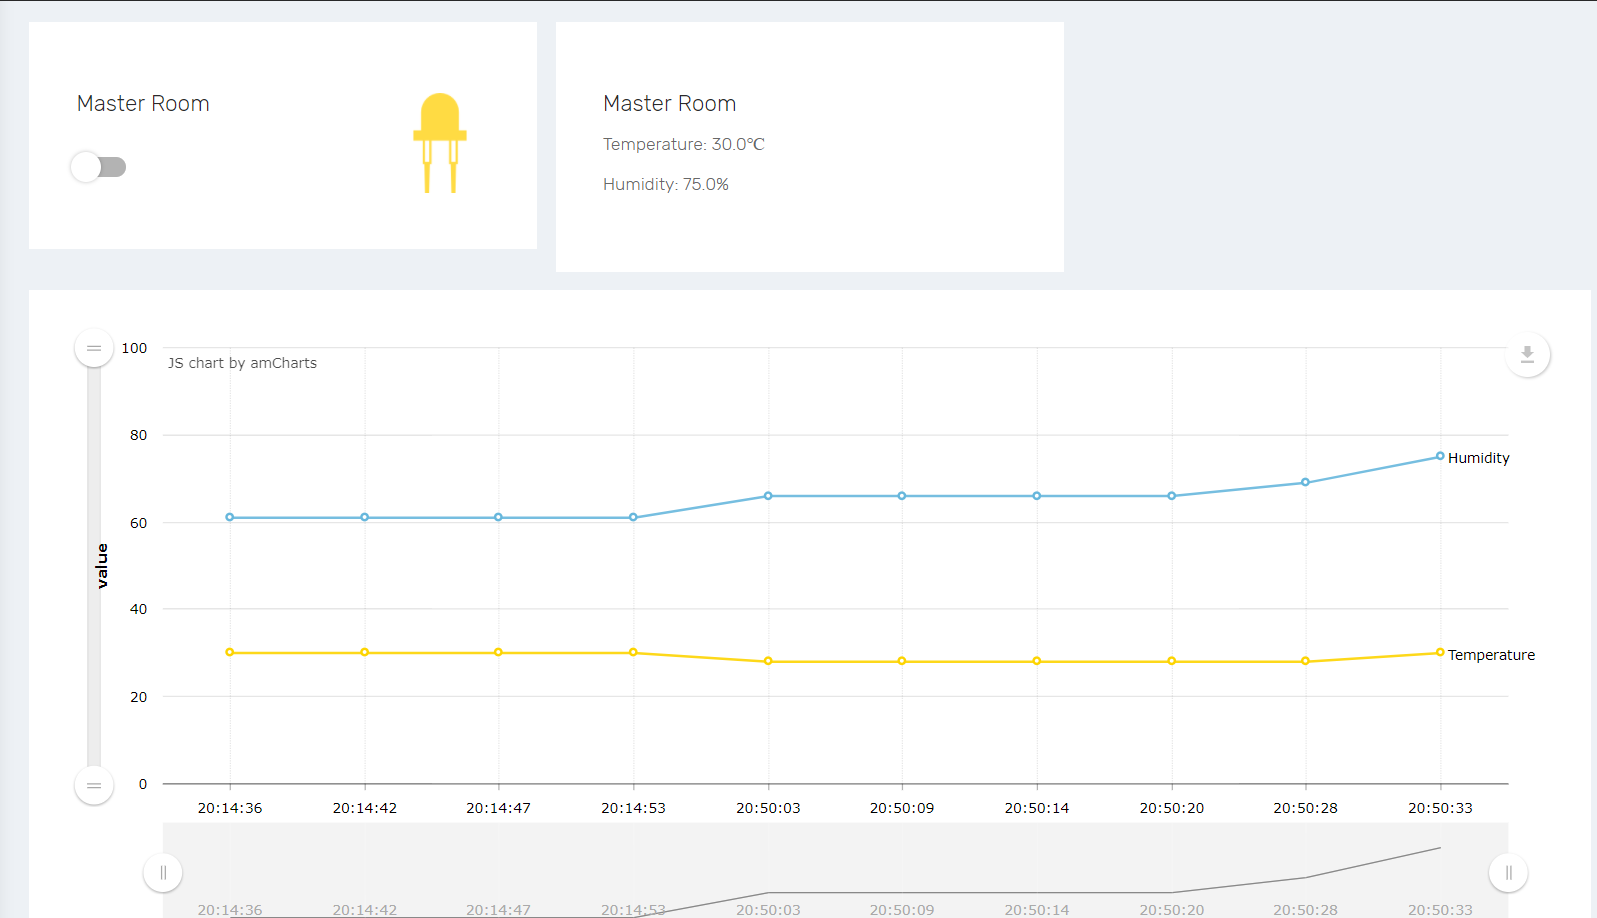 Master Room
Master Room
Temperature: 30.0℃
Humidity: 75.0%
100
JS chart by amCharts
80
Humidity
60
value
40
Temperature
20
0
20:14:36 20:14:42 20:14:47 20:14:53 20:50:03 20:50:09 20:50:14 20:50:20 20:50:28 20:50:33
20:14:36 20:14:42 20:14:47 20:14:53 20:50:03 20:50:09 20:50:14 20:50:20 20:50:28 20:50:33